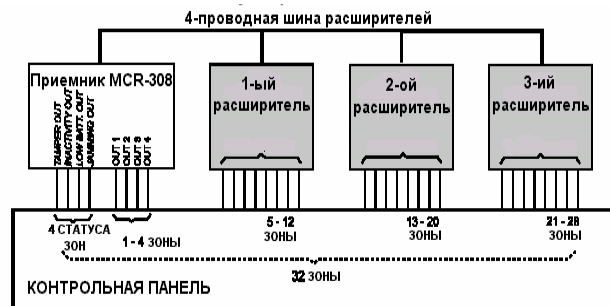 4-проводная шина расширителей
Приемник MCR-308
TAMPER OUT
INACTIVITY OUT
LOW BATT. OUT
JAMMING OUT
OUT 1
OUT 2
OUT 3
OUT 4
1-ый
расширитель
2-ой
расширитель
3-ий
расширитель
4 СТАТУСА
ЗОН
1 - 4 ЗОНЫ
5 - 12
ЗОНЫ
13 - 20
ЗОНЫ
21 - 28
ЗОНЫ
32 ЗОНЫ
КОНТРОЛЬНАЯ ПАНЕЛЬ